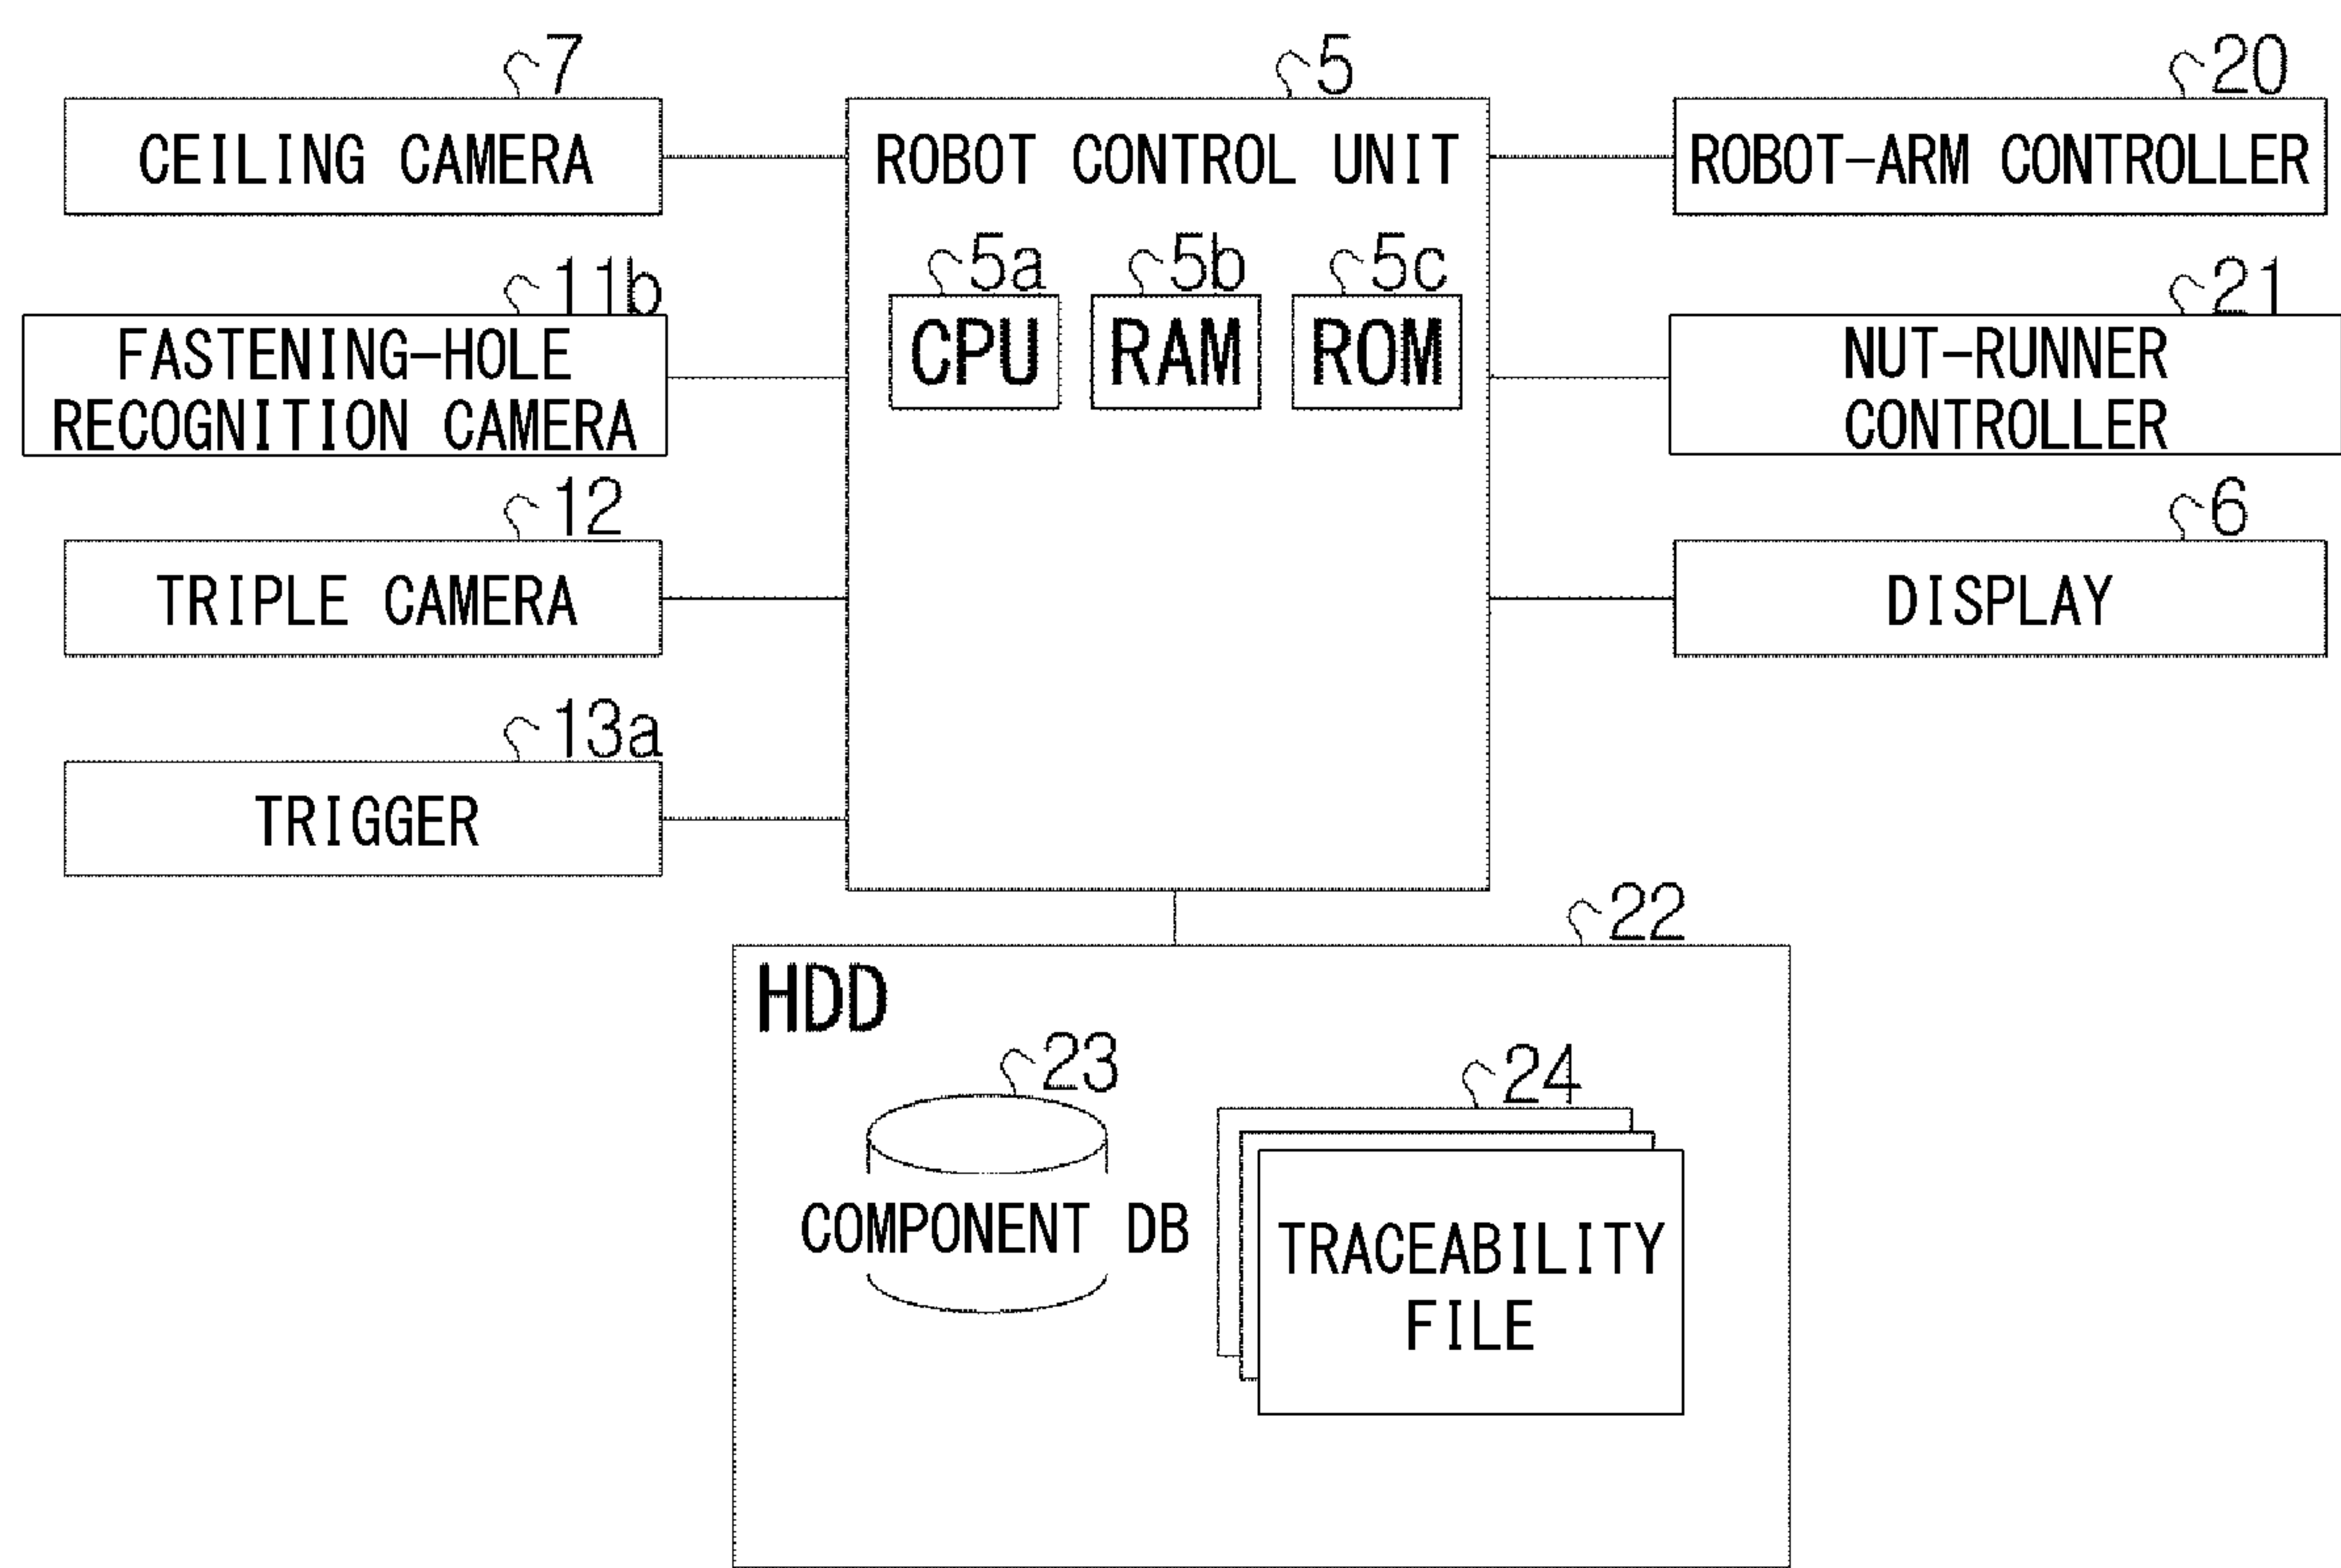 7
CEILING CAMERA
11b
FASTENING-HOLE
RECOGNITION CAMERA
12
TRIPLE CAMERA
13a
TRIGGER
5
ROBOT CONTROL UNIT
5a 5b 5c
CPU RAM ROM
20
ROBOT-ARM CONTROLLER
21
NUT-RUNNER
CONTROLLER
6
DISPLAY
22
HDD
23
COMPONENT DB
24
TRACEABILITY
FILE